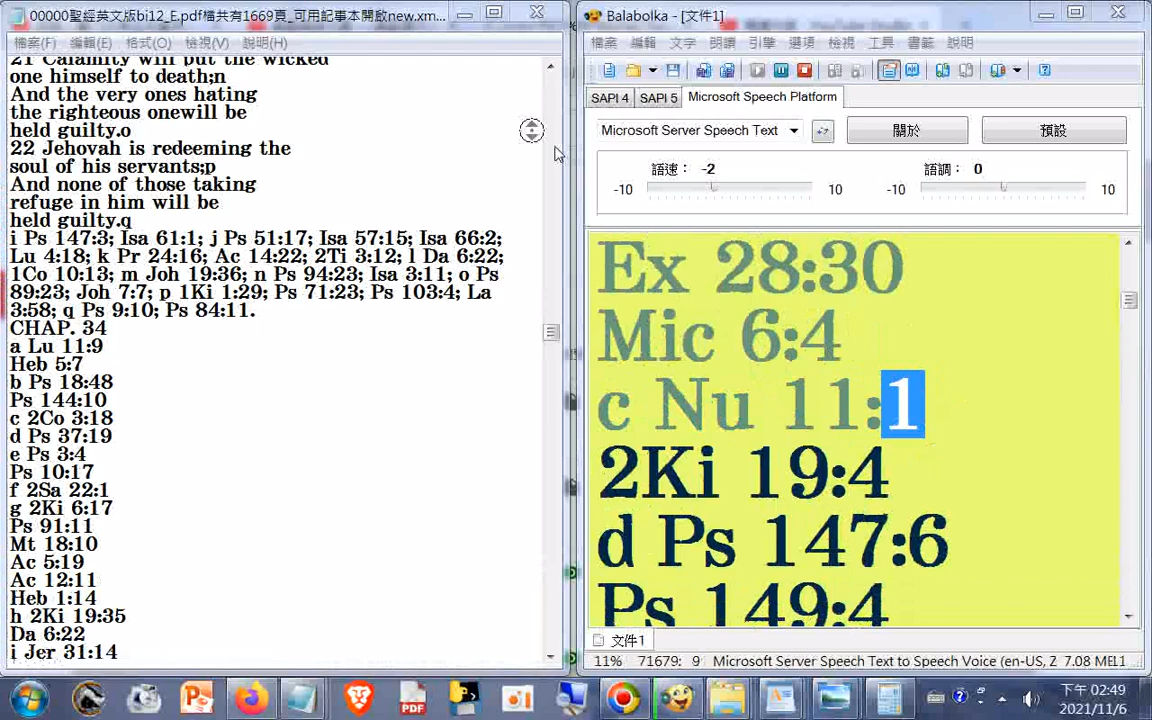 00000聖經英文版bi12_E.pdf檔共有1669頁_可用記事本開啟new.xm...
檔案(F) 編輯(E) 格式(O) 檢視(V) 說明(H)
21 Calamity will put the wicked
one himself to death;n
And the very ones hating
the righteous onewill be
held guilty.o
22 Jehovah is redeeming the
soul of his servants;p
And none of those taking
refuge in him will be
held guilty.q
i Ps 147:3; Isa 61:1; j Ps 51:17; Isa 57:15; Isa 66:2;
Lu 4:18; k Pr 24:16; Ac 14:22; 2Ti 3:12; l Da 6:22;
1Co 10:13; m Joh 19:36; n Ps 94:23; Isa 3:11; o Ps
89:23; Joh 7:7; p 1Ki 1:29; Ps 71:23; Ps 103:4; La
3:58; q Ps 9:10; Ps 84:11.
CHAP. 34
a Lu 11:9
Heb 5:7
b Ps 18:48
Ps 144:10
c 2Co 3:18
d Ps 37:19
e Ps 3:4
Ps 10:17
f 2Sa 22:1
g 2Ki 6:17
Ps 91:11
Mt 18:10
Ac 5:19
Ac 12:11
Heb 1:14
h 2Ki 19:35
Da 6:22
i Jer 31:14
Balabolka - [文件1]
檔案 編輯 文字 朗讀 引擎 選項 檢視 工具 書籤 說明
SAPI 4 SAPI 5 Microsoft Speech Platform
Microsoft Server Speech Text 關於 預設
語速: -2 語調: 0
-10 10 -10 10
Ex 28:30
Mic 6:4
c Nu 11:1
2Ki 19:4
d Ps 147:6
Ps 149:4
文件1
11% 71679: 9 Microsoft Server Speech Text to Speech Voice (en-US, Z 7.08 ME
下午 02:49
2021/11/6